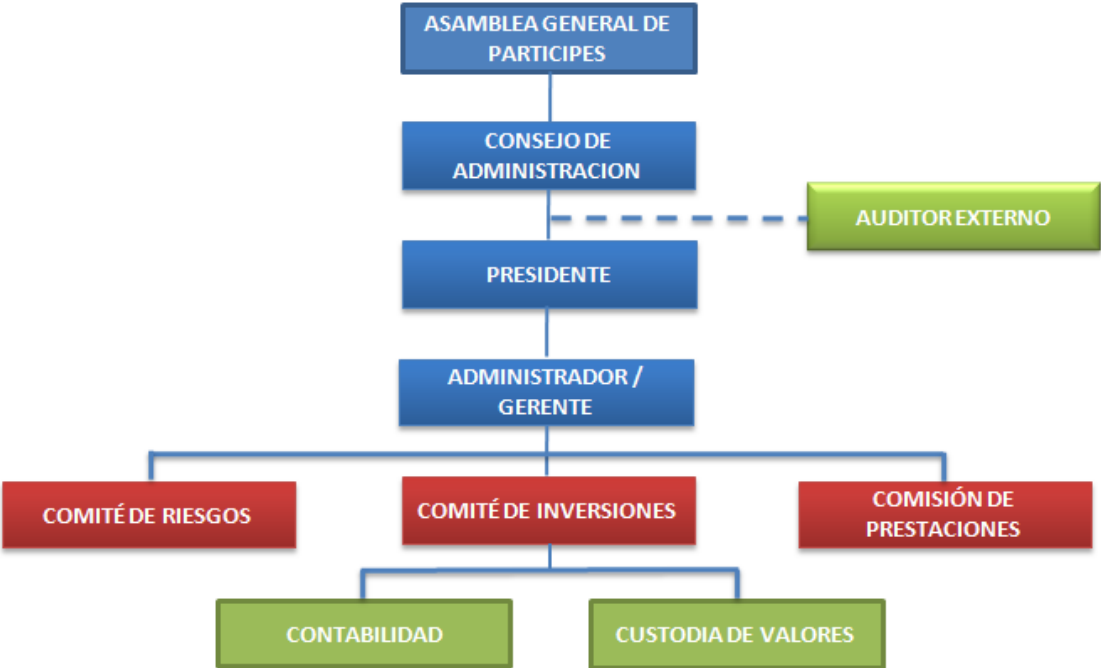 ASAMBLEA GENERAL DE
PARTICIPES
CONSEJO DE
ADMINISTRACION
AUDITOR EXTERNO
PRESIDENTE
ADMINISTRADOR /
GERENTE
COMITÉ DE RIESGOS
COMITÉ DE INVERSIONES
COMISIÓN DE
PRESTACIONES
CONTABILIDAD
CUSTODIA DE VALORES